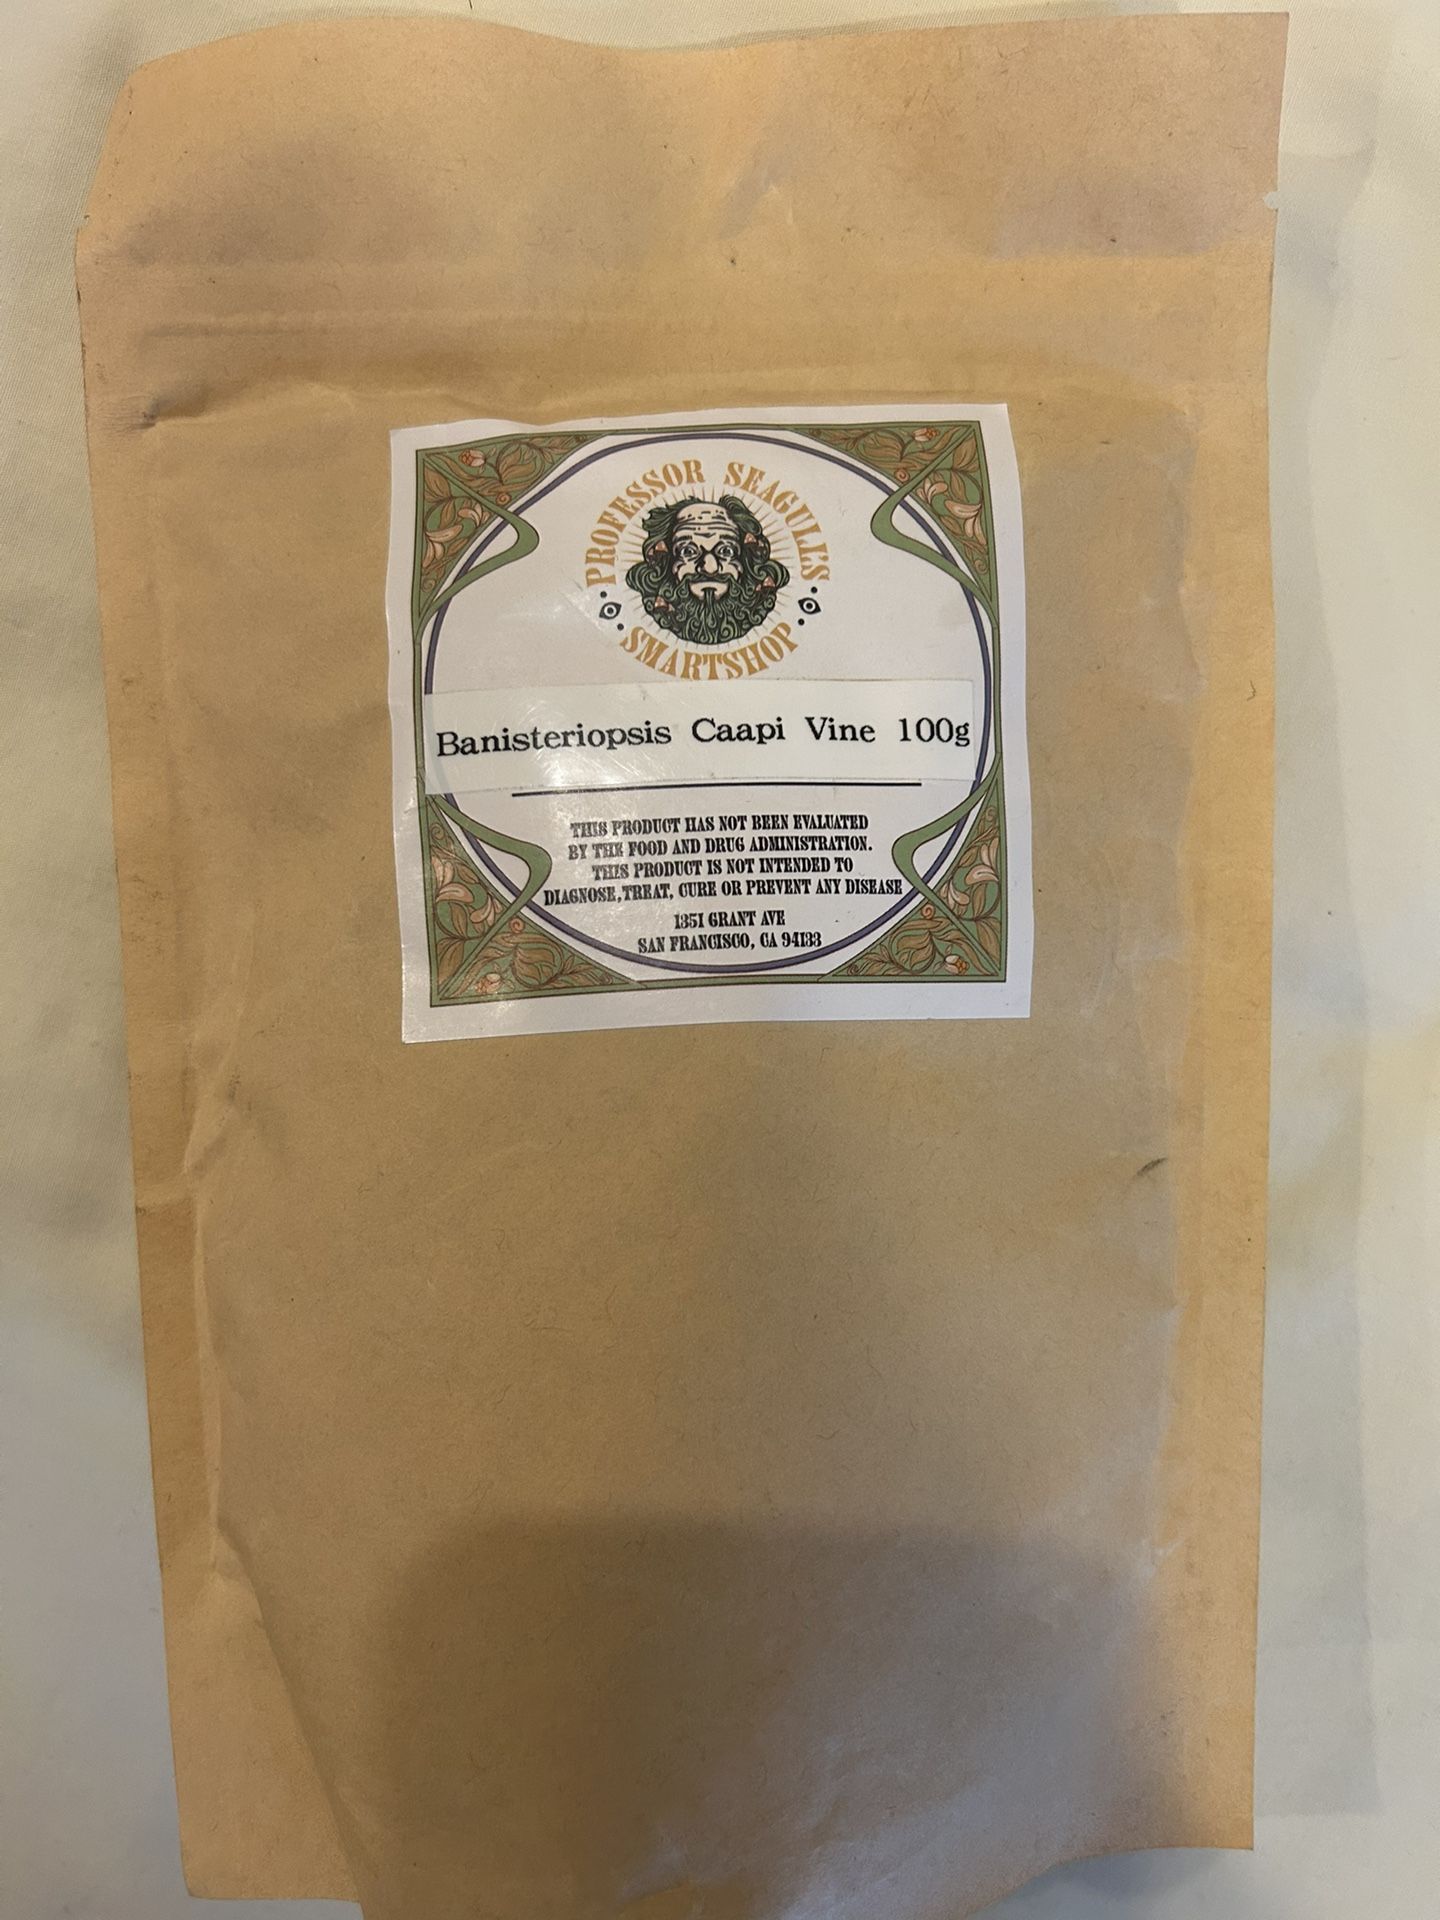 PROFESSOR SEAGULL'S
SMARTSHOP
Banisteriopsis Caapi Vine 100g
THIS PRODUCT HAS NOT BEEN EVALUATED
BY THE FOOD AND DRUG ADMINISTRATION.
THIS PRODUCT IS NOT INTENDED TO
DIAGNOSE, TREAT, CURE OR PREVENT ANY DISEASE
1351 GRANT AVE
SAN FRANCISCO, CA 94133